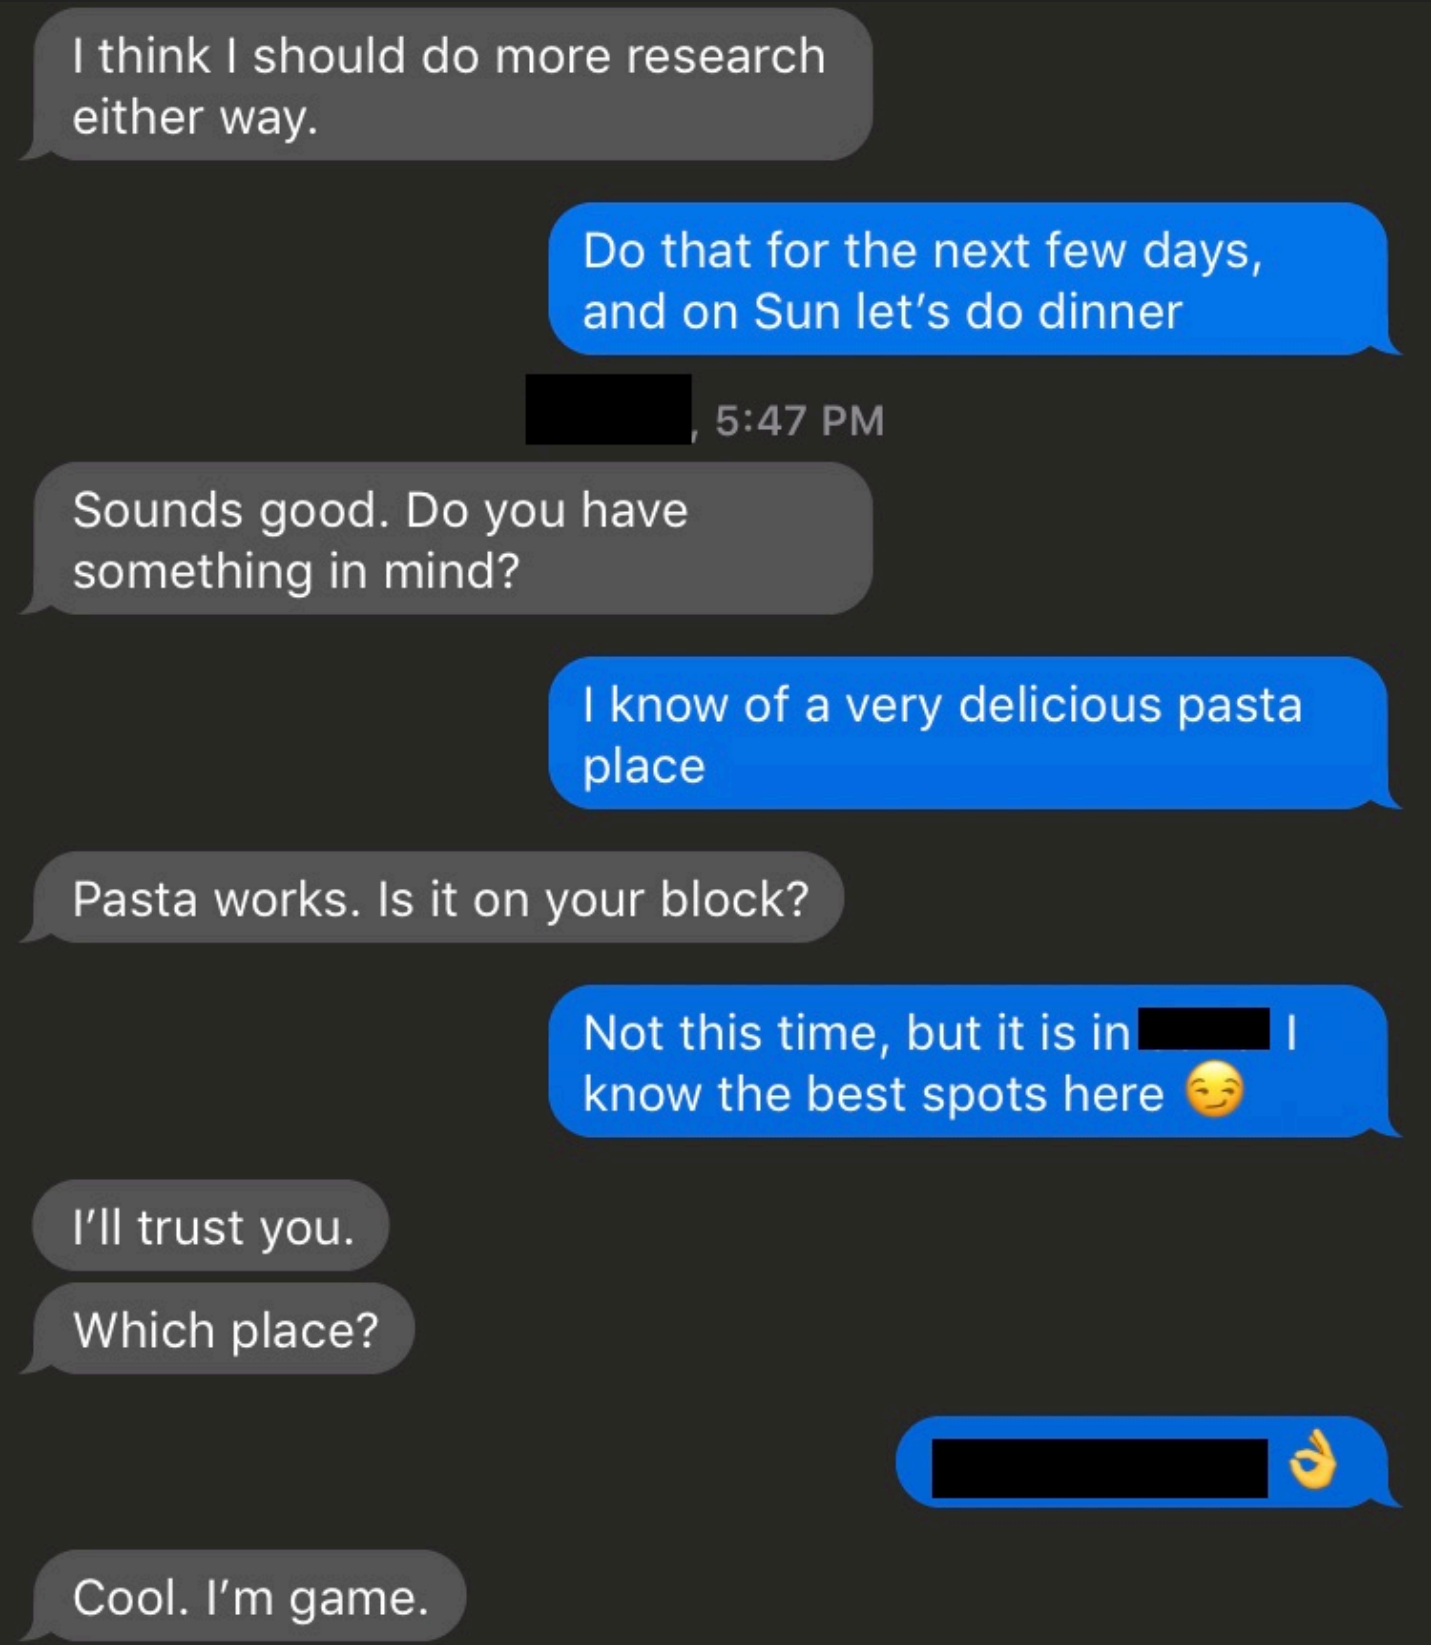 I think I should do more research
either way.
Do that for the next few days,
and on Sun let’s do dinner
, 5:47 PM
Sounds good. Do you have
something in mind?
I know of a very delicious pasta
place
Pasta works. Is it on your block?
Not this time, but it is in I
know the best spots here 😏
I’ll trust you.
Which place?
👌
Cool. I’m game.